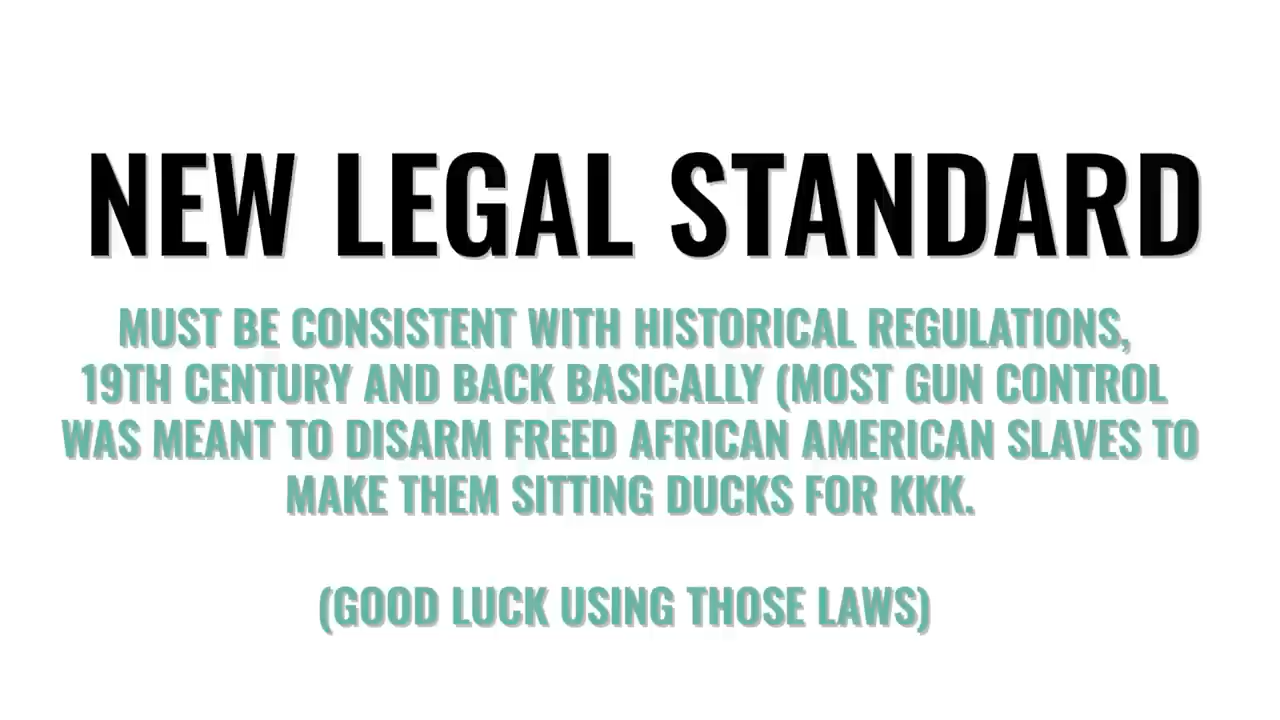 NEW LEGAL STANDARD
MUST BE CONSISTENT WITH HISTORICAL REGULATIONS,
19TH CENTURY AND BACK BASICALLY (MOST GUN CONTROL
WAS MEANT TO DISARM FREED AFRICAN AMERICAN SLAVES TO
MAKE THEM SITTING DUCKS FOR KKK.
(GOOD LUCK USING THOSE LAWS)